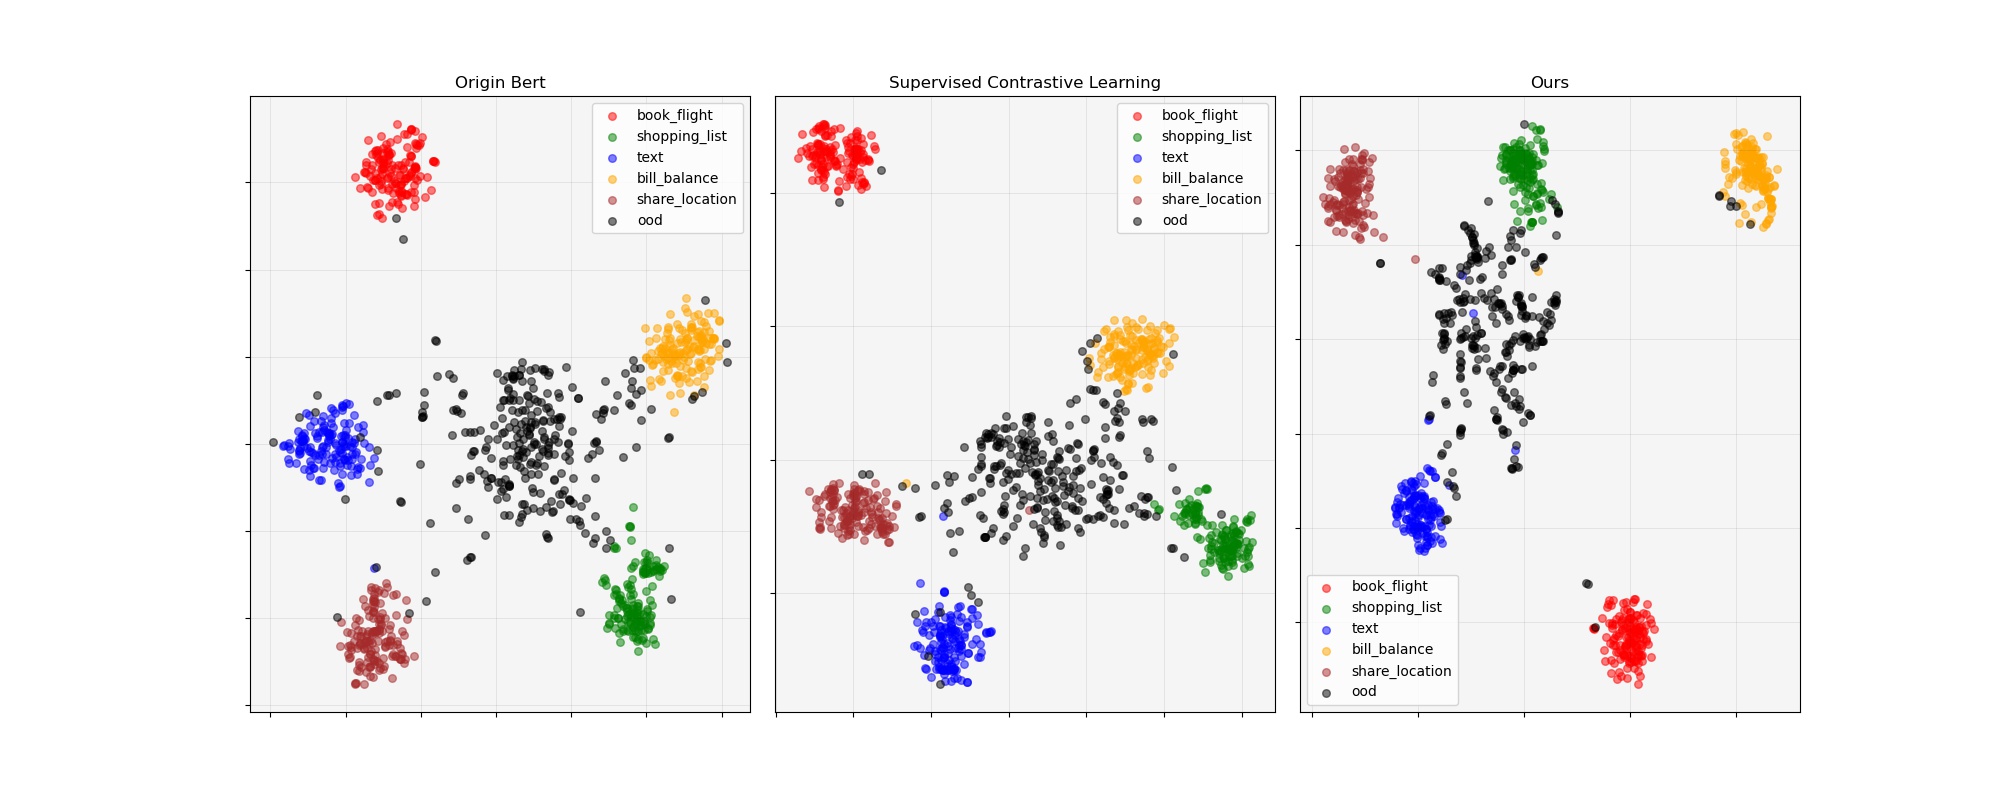 Origin Bert
book_flight
shopping_list
text
bill_balance
share_location
ood
Supervised Contrastive Learning
book_flight
shopping_list
text
bill_balance
share_location
ood
Ours
book_flight
shopping_list
text
bill_balance
share_location
ood